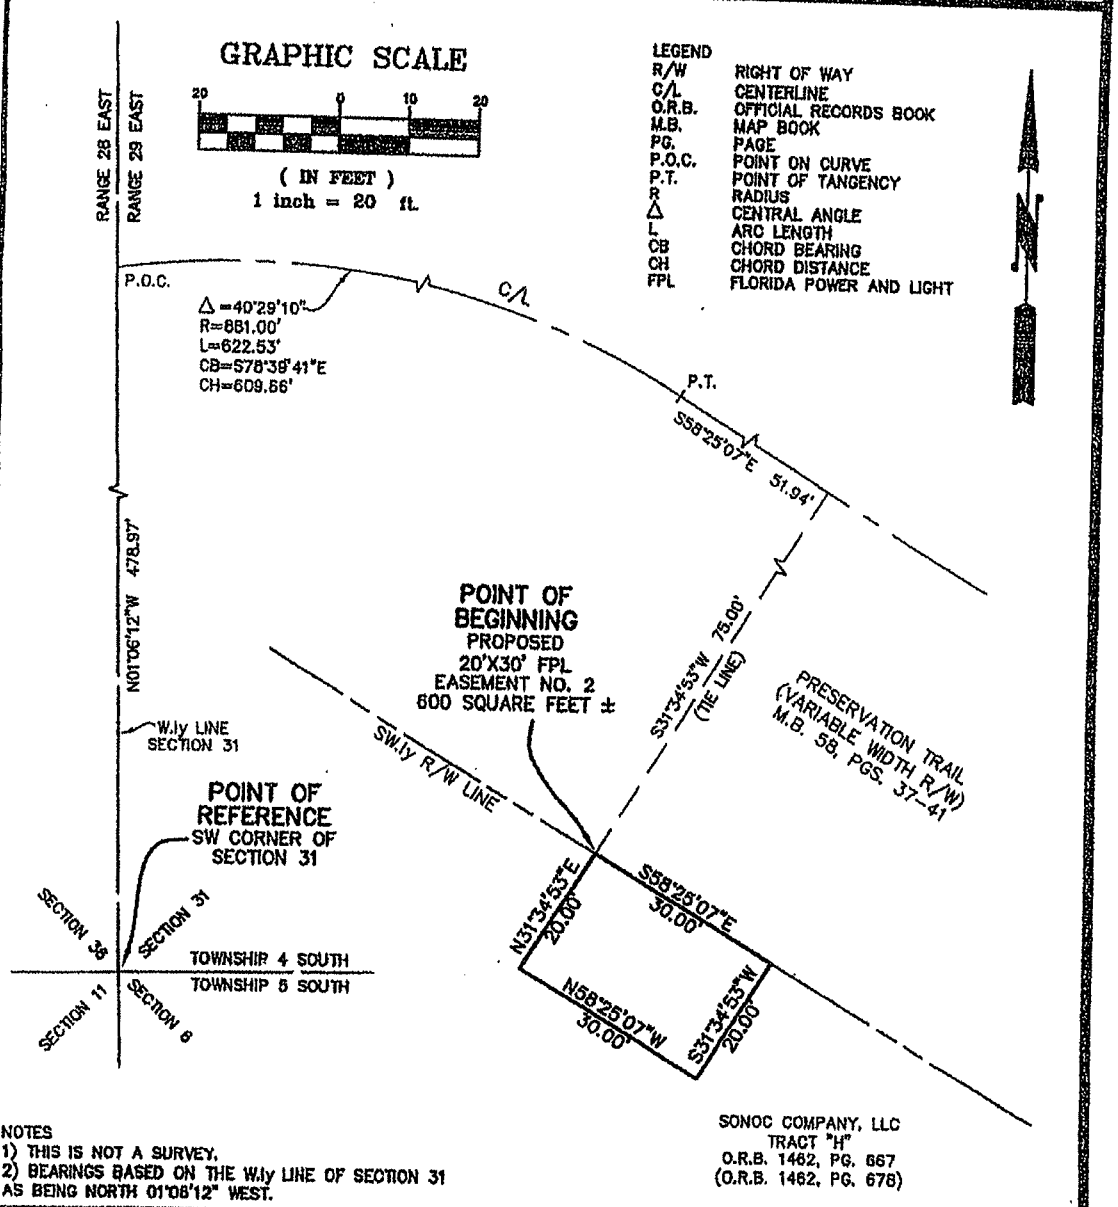 GRAPHIC SCALE
20 0 10 20
( IN FEET )
1 inch = 20 ft.
LEGEND
R/W RIGHT OF WAY
C/L CENTERLINE
O.R.B. OFFICIAL RECORDS BOOK
M.B. MAP BOOK
PG. PAGE
P.O.C. POINT ON CURVE
P.T. POINT OF TANGENCY
R RADIUS
Δ CENTRAL ANGLE
L ARC LENGTH
CB CHORD BEARING
CH CHORD DISTANCE
FPL FLORIDA POWER AND LIGHT
N
RANGE 28 EAST
RANGE 29 EAST
P.O.C.
Δ=40°29'10"
R=881.00'
L=622.53'
CB=S78°39'41"E
CH=609.66'
C/L
P.T.
S58°25'07"E 51.94'
N01°06'12"W 478.97'
W.ly LINE
SECTION 31
POINT OF
BEGINNING
PROPOSED
20'X30' FPL
EASEMENT NO. 2
600 SQUARE FEET ±
S31°34'53"W 75.00'
(TIE LINE)
PRESERVATION TRAIL
(VARIABLE WIDTH R/W)
M.B. 58, PGS. 37-41
SW.ly R/W LINE
POINT OF
REFERENCE
SW CORNER OF
SECTION 31
SECTION 36
SECTION 31
TOWNSHIP 4 SOUTH
TOWNSHIP 5 SOUTH
SECTION 11
SECTION 6
N31°34'53"E
20.00'
S58°25'07"E
30.00'
N58°25'07"W
30.00'
S31°34'53"W
20.00'
NOTES
1) THIS IS NOT A SURVEY.
2) BEARINGS BASED ON THE W.ly LINE OF SECTION 31
AS BEING NORTH 01°06'12" WEST.
SONOC COMPANY, LLC
TRACT "H"
O.R.B. 1462, PG. 667
(O.R.B. 1462, PG. 678)